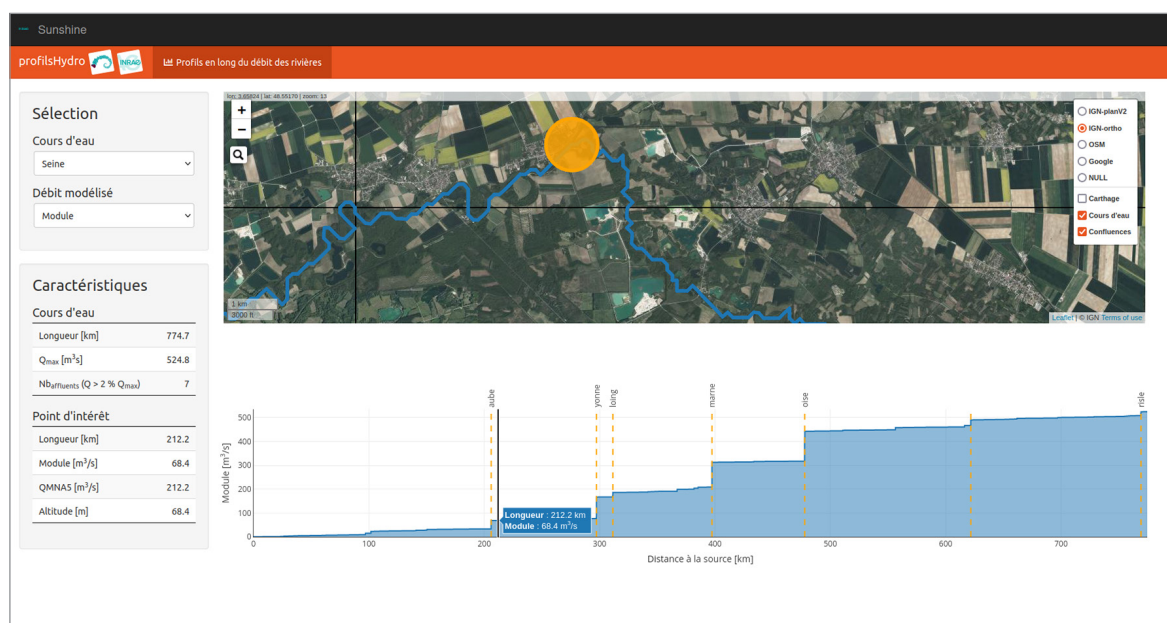 Sunshine
profilsHydro INRAE Profils en long du débit des rivières
Sélection
Cours d'eau
Seine
Débit modélisé
Module
Caractéristiques
Cours d'eau
Longueur [km] 774.7
Qmax [m³s] 524.8
Nbaffluents (Q > 2 % Qmax) 7
Point d'intérêt
Longueur [km] 212.2
Module [m³/s] 68.4
QMNA5 [m³/s] 212.2
Altitude [m] 68.4
lon: 3.65824 | lat: 48.55170 | zoom: 13
+
−
IGN-planV2
IGN-ortho
OSM
Google
NULL
Carthage
Cours d'eau
Confluences
1 km
3000 ft
Leaflet | © IGN Terms of use
aube
yonne
loing
marne
oise
risle
Module [m³/s]
500
400
300
200
100
0
Longueur : 212.2 km
Module : 68.4 m³/s
0 100 200 300 400 500 600 700
Distance à la source [km]